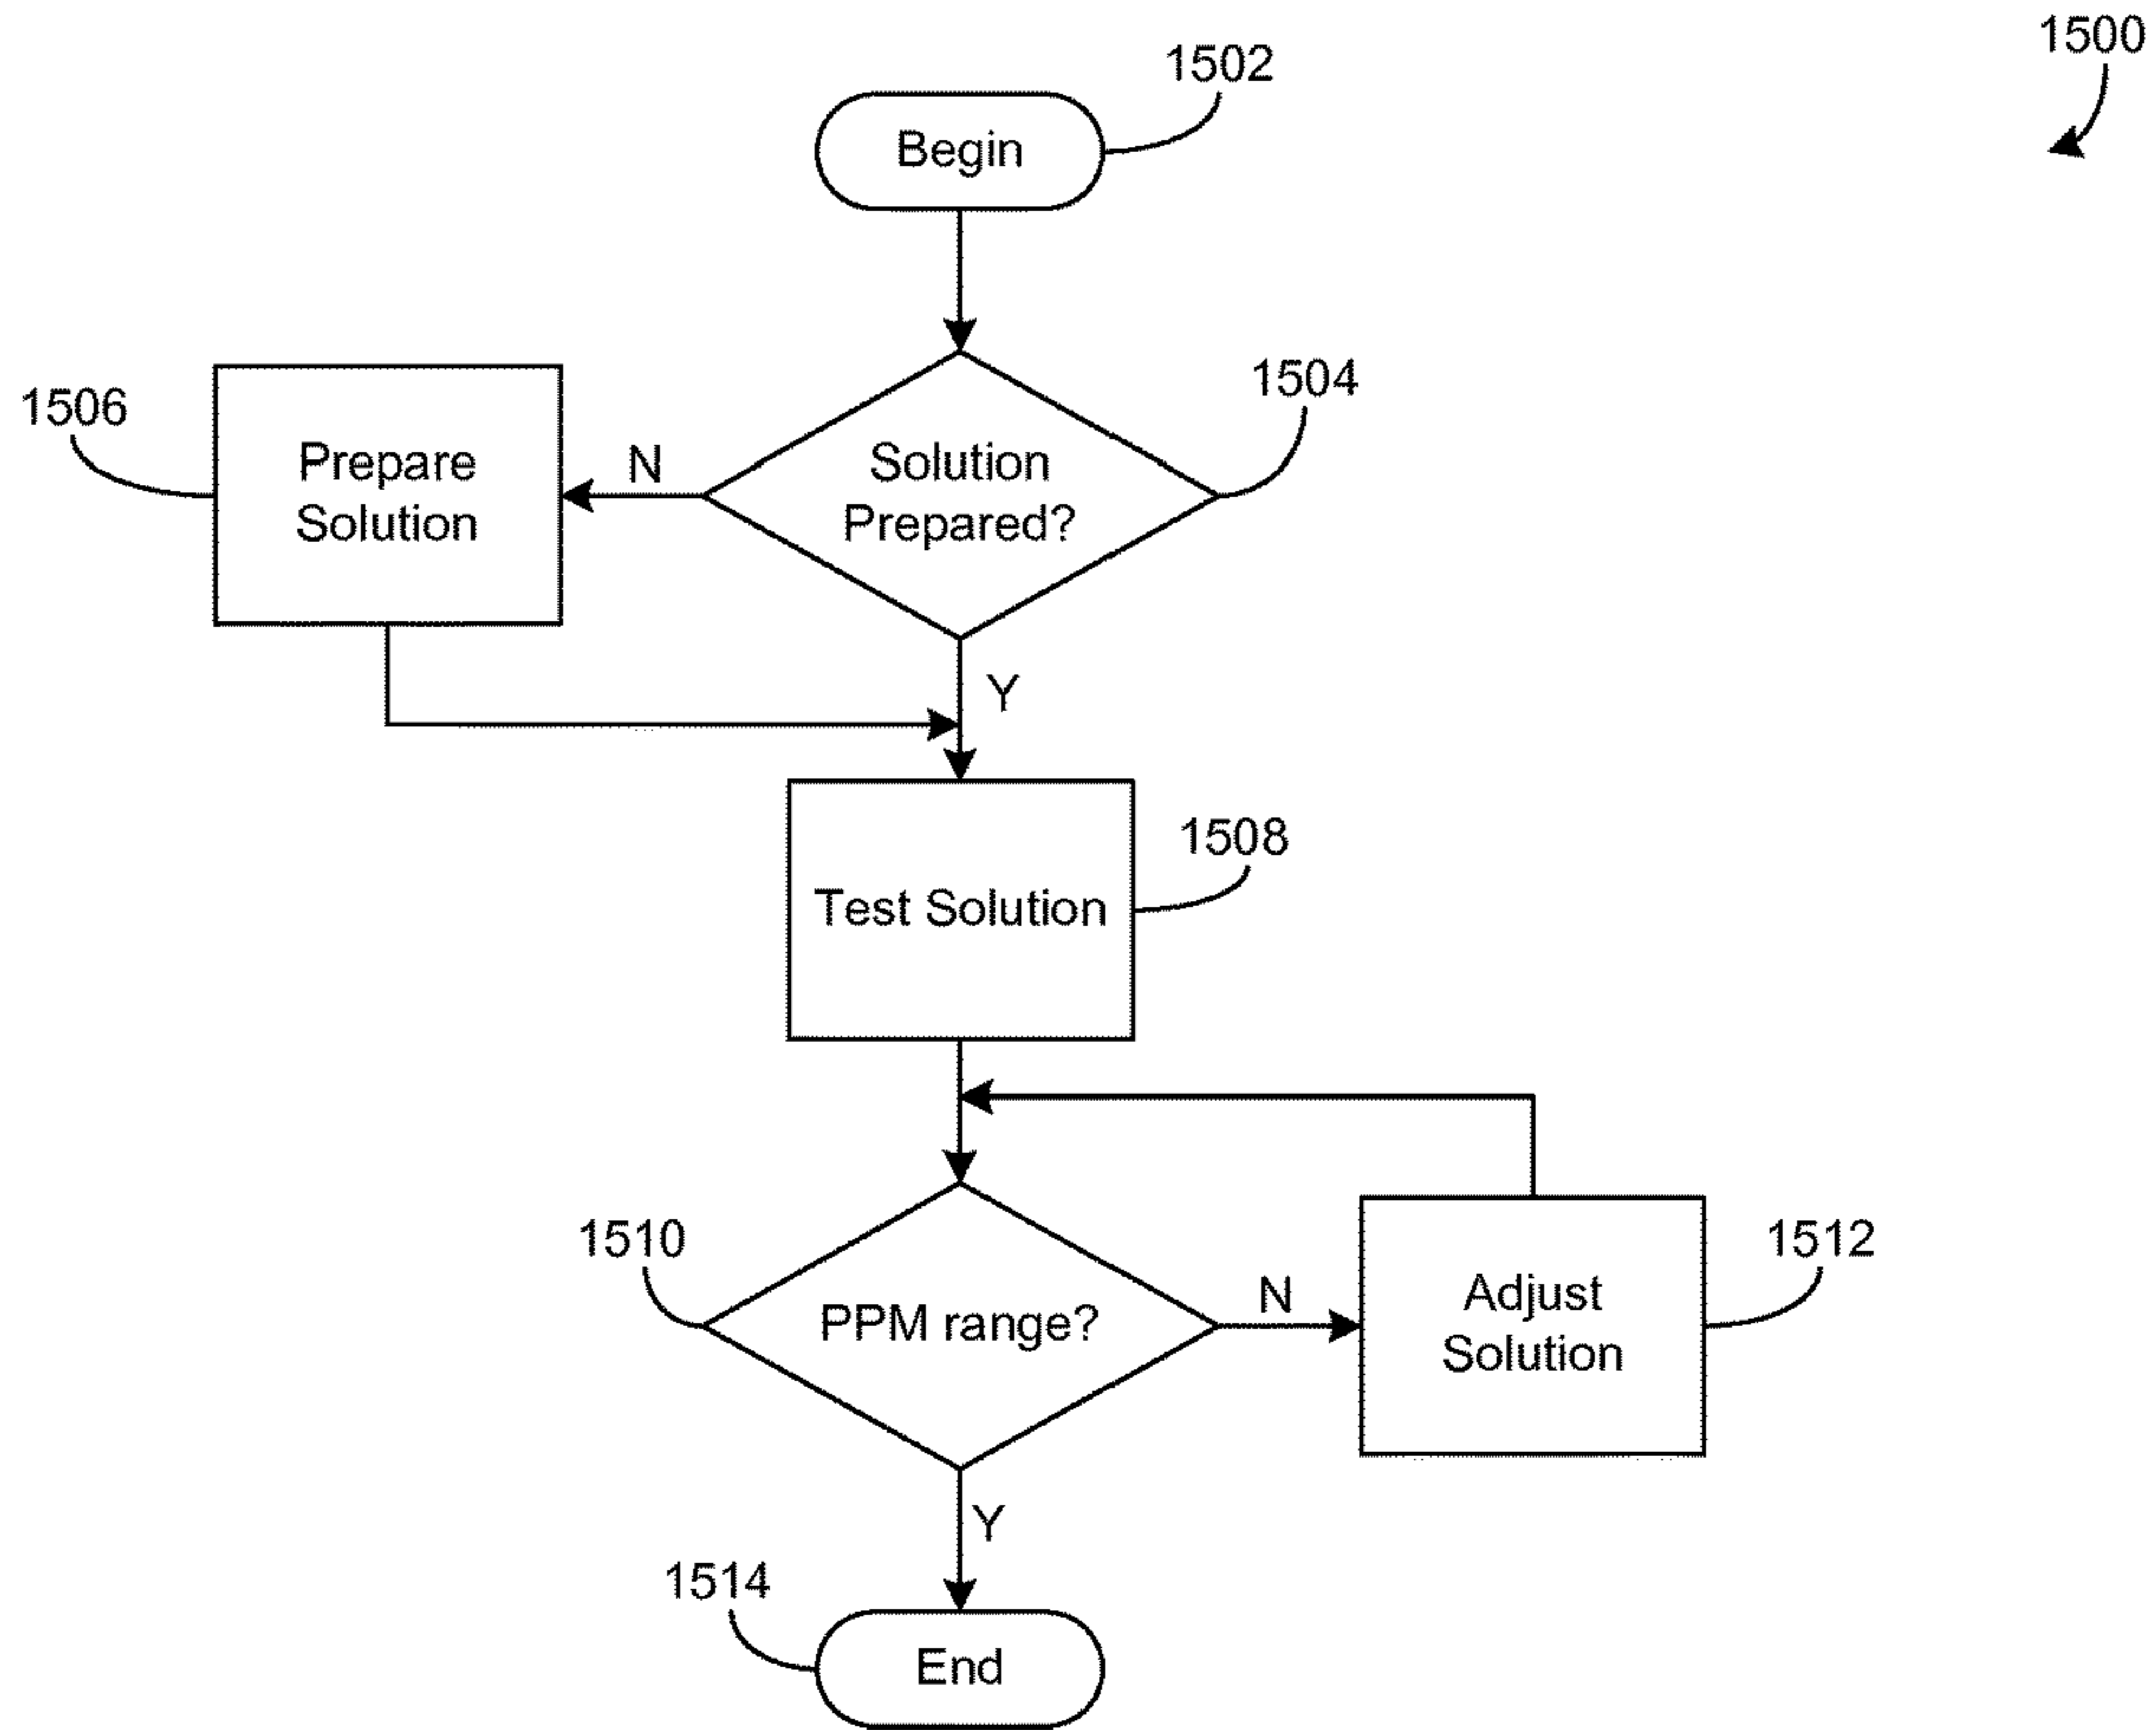 1500
1502
Begin
1504
1506
Prepare
Solution
N
Solution
Prepared?
Y
1508
Test Solution
1510
PPM range?
N
Adjust
Solution
1512
Y
1514
End